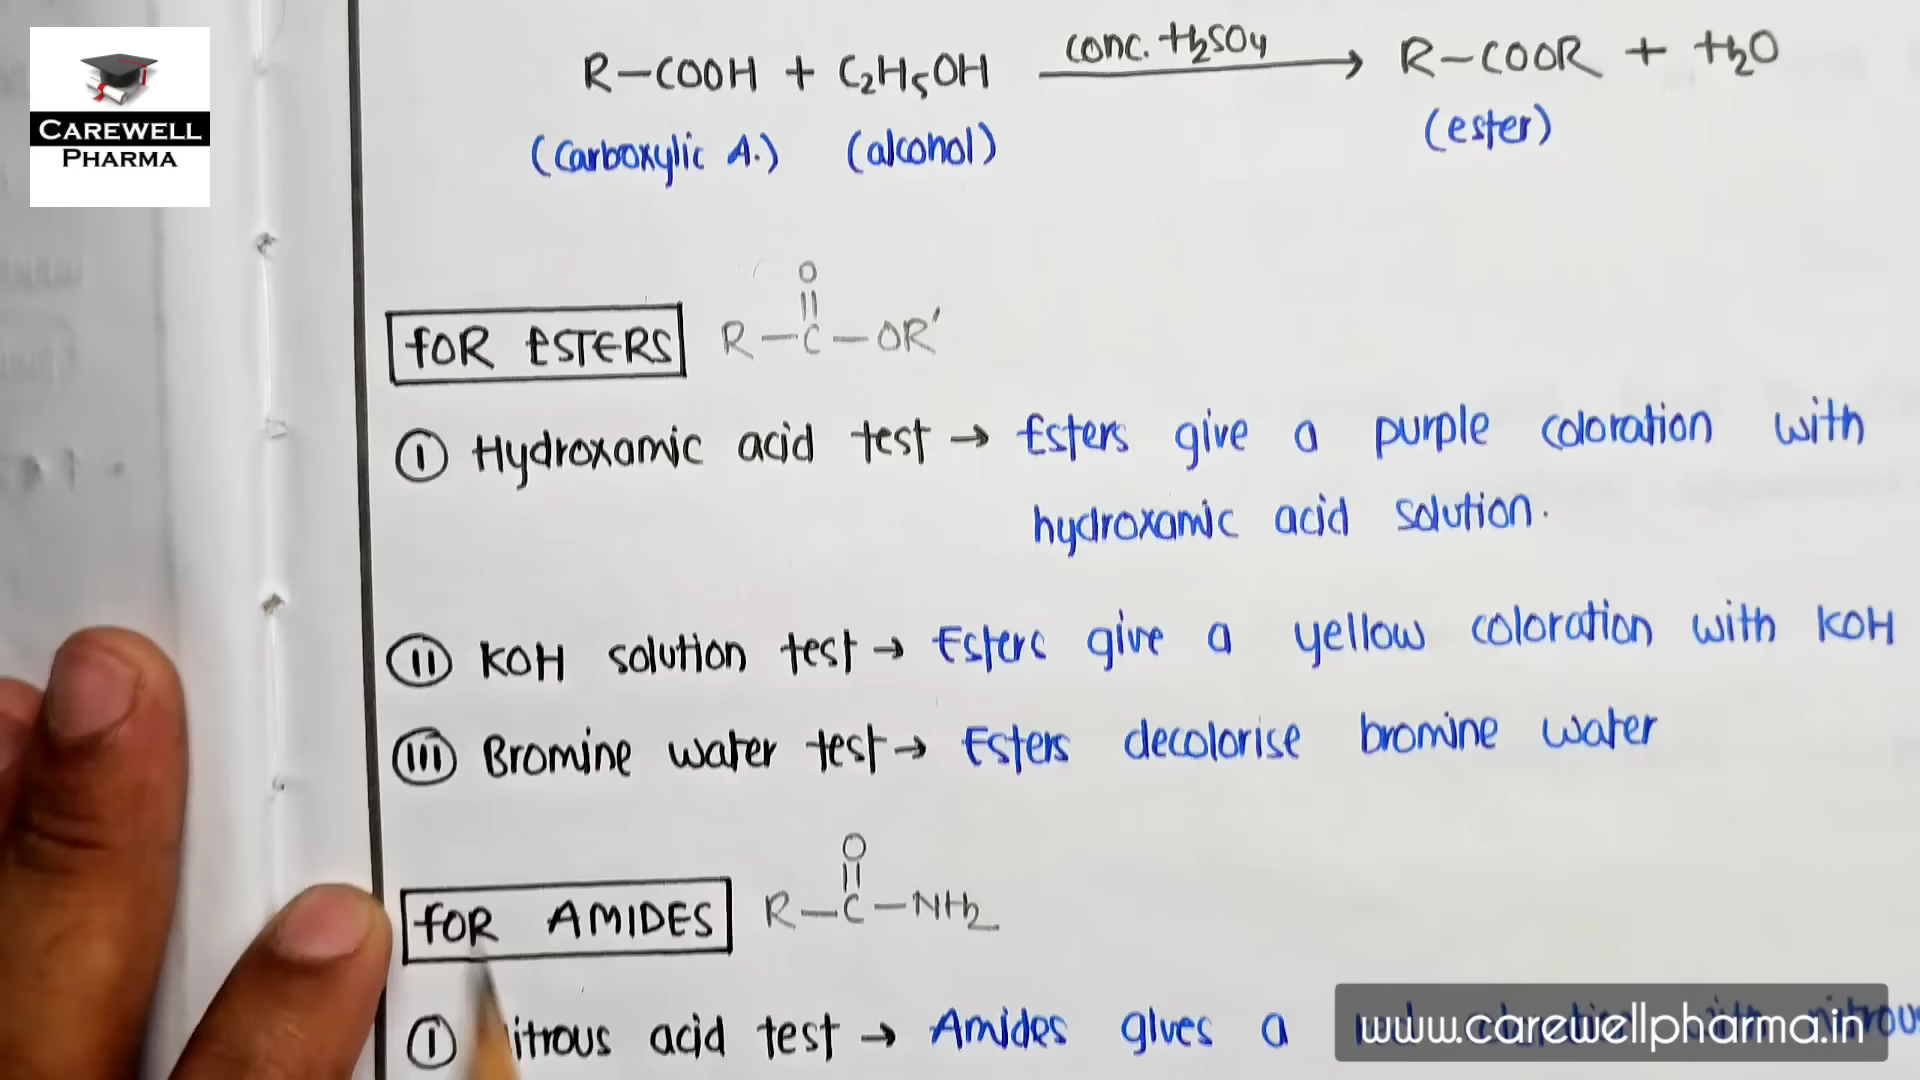 CAREWELL
PHARMA
R-COOH + C₂H₅OH conc. H₂SO₄ → R-COOR + H₂O
(Carboxylic A.) (alcohol) (ester)
O
||
FOR ESTERS R-C-OR'
(I) Hydroxamic acid test → Esters give a purple coloration with
hydroxamic acid solution.
(II) KOH solution test → Esters give a yellow coloration with KOH
(III) Bromine water test → Esters decolorise bromine water
O
||
FOR AMIDES R-C-NH₂
(I) itrous acid test → Amides gives a
www.carewellpharma.in